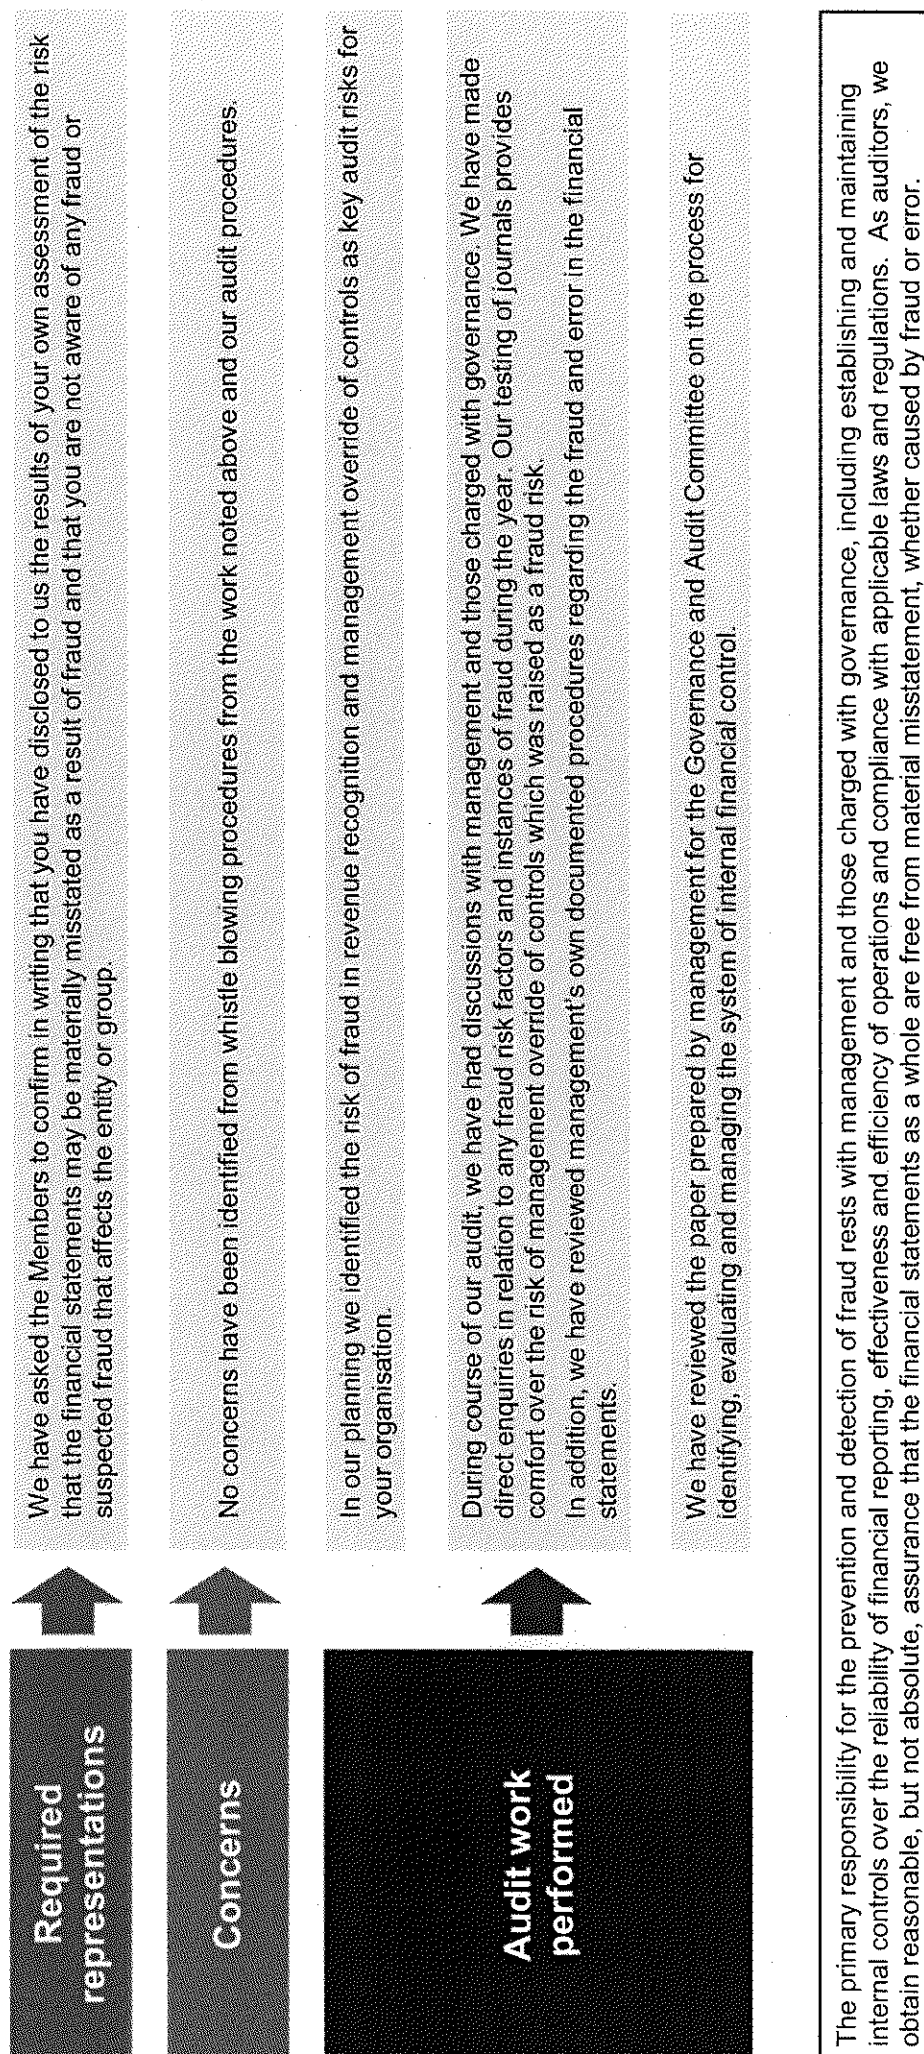 Required
representations
We have asked the Members to confirm in writing that you have disclosed to us the results of your own assessment of the risk
that the financial statements may be materially misstated as a result of fraud and that you are not aware of any fraud or
suspected fraud that affects the entity or group.
Concerns
No concerns have been identified from whistle blowing procedures from the work noted above and our audit procedures.
Audit work
performed
In our planning we identified the risk of fraud in revenue recognition and management override of controls as key audit risks for
your organisation.
During course of our audit, we have had discussions with management and those charged with governance. We have made
direct enquiries in relation to any fraud risk factors and instances of fraud during the year. Our testing of journals provides
comfort over the risk of management override of controls which was raised as a fraud risk.
In addition, we have reviewed management's own documented procedures regarding the fraud and error in the financial
statements.
We have reviewed the paper prepared by management for the Governance and Audit Committee on the process for
identifying, evaluating and managing the system of internal financial control.
The primary responsibility for the prevention and detection of fraud rests with management and those charged with governance, including establishing and maintaining
internal controls over the reliability of financial reporting, effectiveness and efficiency of operations and compliance with applicable laws and regulations. As auditors, we
obtain reasonable, but not absolute, assurance that the financial statements as a whole are free from material misstatement, whether caused by fraud or error.